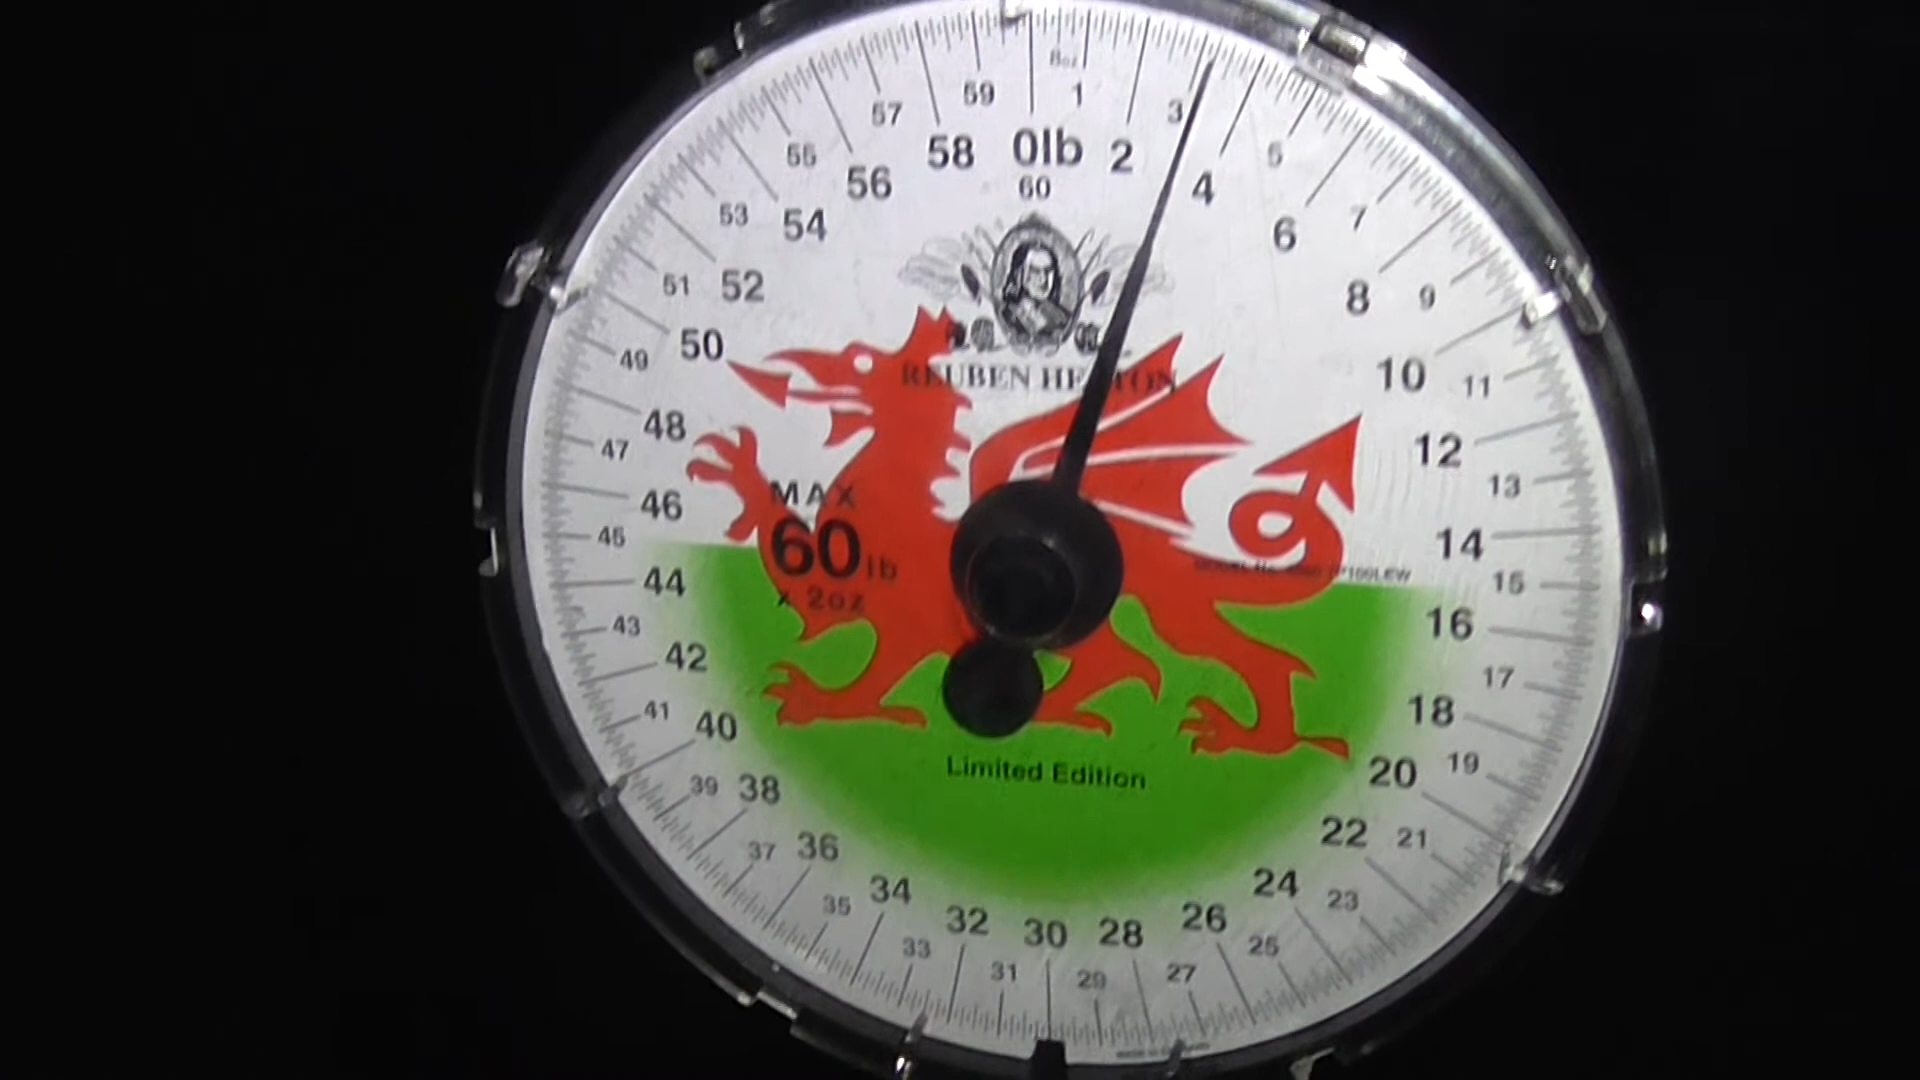 8oz
59 1 3
57 58 0lb 2 4 5
55 56 60 6 7
53 54
51 52 8 9
50 10 11
49
REUBEN HEATON
48 12
47 13
MAX
46 14
45 60 lb
44 x 2oz 15
43 16
42 17
41 40 18
Limited Edition
39 38 20 19
37 36 22 21
35 34 24 23
33 32 30 28 26 25
31 29 27